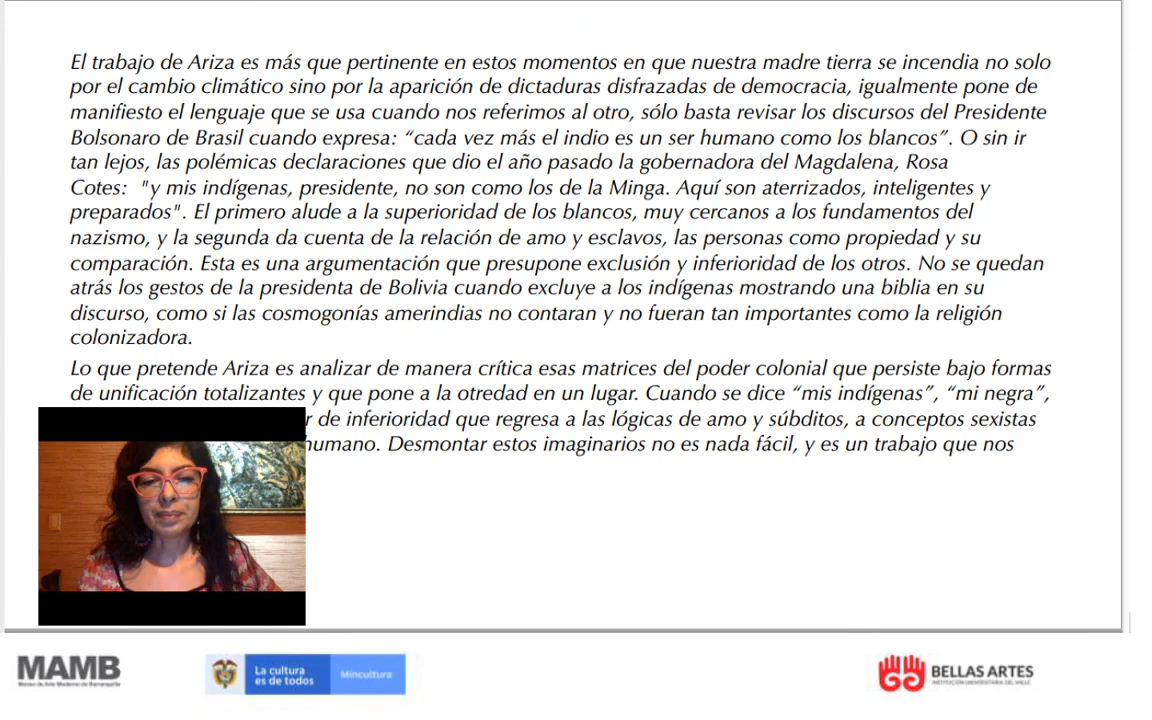 El trabajo de Ariza es más que pertinente en estos momentos en que nuestra madre tierra se incendia no solo
por el cambio climático sino por la aparición de dictaduras disfrazadas de democracia, igualmente pone de
manifiesto el lenguaje que se usa cuando nos referimos al otro, sólo basta revisar los discursos del Presidente
Bolsonaro de Brasil cuando expresa: “cada vez más el indio es un ser humano como los blancos”. O sin ir
tan lejos, las polémicas declaraciones que dio el año pasado la gobernadora del Magdalena, Rosa
Cotes: "y mis indígenas, presidente, no son como los de la Minga. Aquí son aterrizados, inteligentes y
preparados". El primero alude a la superioridad de los blancos, muy cercanos a los fundamentos del
nazismo, y la segunda da cuenta de la relación de amo y esclavos, las personas como propiedad y su
comparación. Esta es una argumentación que presupone exclusión y inferioridad de los otros. No se quedan
atrás los gestos de la presidenta de Bolivia cuando excluye a los indígenas mostrando una biblia en su
discurso, como si las cosmogonías amerindias no contaran y no fueran tan importantes como la religión
colonizadora.
Lo que pretende Ariza es analizar de manera crítica esas matrices del poder colonial que persiste bajo formas
de unificación totalizantes y que pone a la otredad en un lugar. Cuando se dice “mis indígenas”, “mi negra”,
de inferioridad que regresa a las lógicas de amo y súbditos, a conceptos sexistas
humano. Desmontar estos imaginarios no es nada fácil, y es un trabajo que nos
MAMB
Museo de Arte Moderno de Barranquilla
La cultura
es de todos
Mincultura
BELLAS ARTES
INSTITUCIÓN UNIVERSITARIA DEL VALLE